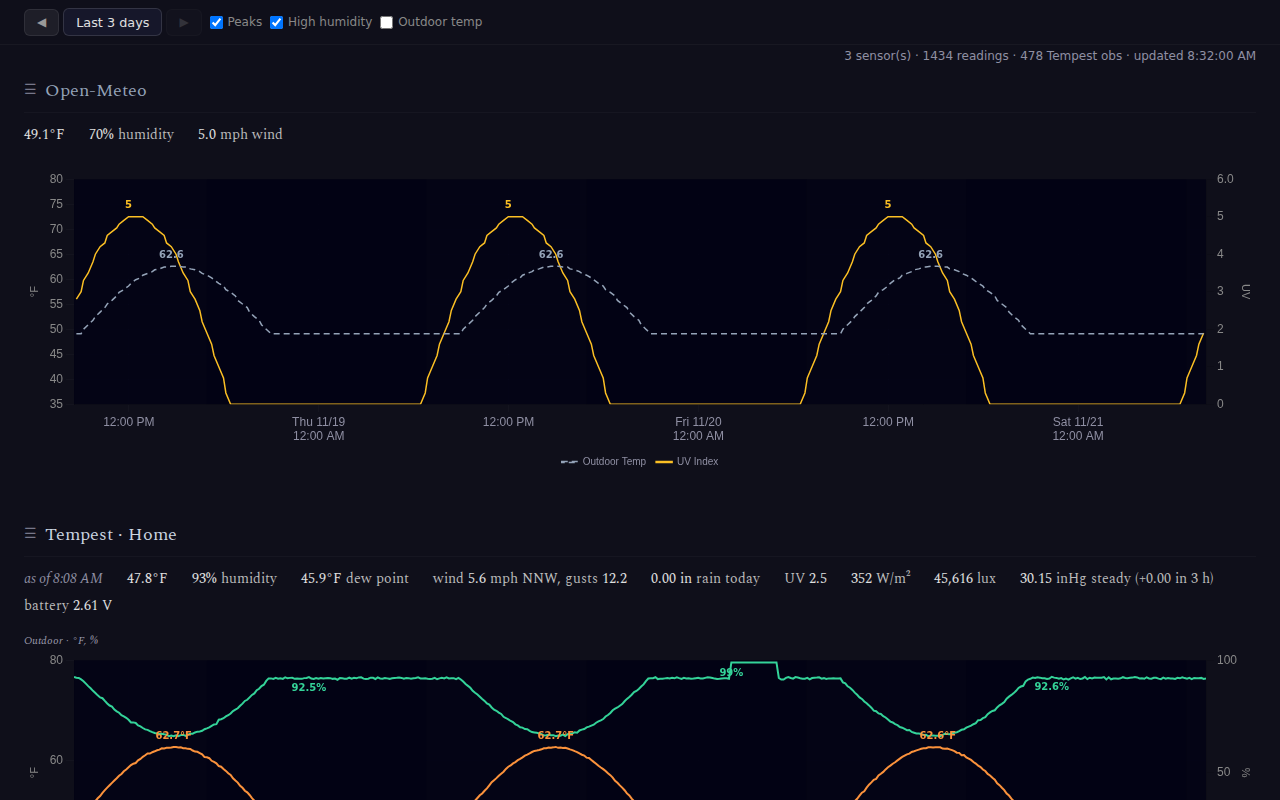 ◀ Last 3 days ▶ Peaks High humidity Outdoor temp
3 sensor(s) · 1434 readings · 478 Tempest obs · updated 8:32:00 AM
☰ Open-Meteo
49.1°F 70% humidity 5.0 mph wind
80 6.0
75 5 5 5
70 5
65 62.6 62.6 62.6 4
60
55 3
°F UV
50 2
45
40 1
35 0
12:00 PM Thu 11/19 12:00 PM Fri 11/20 12:00 PM Sat 11/21
12:00 AM 12:00 AM 12:00 AM
Outdoor Temp UV Index
☰ Tempest · Home
as of 8:08 AM 47.8°F 93% humidity 45.9°F dew point wind 5.6 mph NNW, gusts 12.2 0.00 in rain today UV 2.5 352 W/m² 45,616 lux 30.15 inHg steady (+0.00 in 3 h)
battery 2.61 V
Outdoor · °F, %
80 100
92.5% 99% 92.6%
62.7°F 62.7°F 62.6°F
60 50
°F %